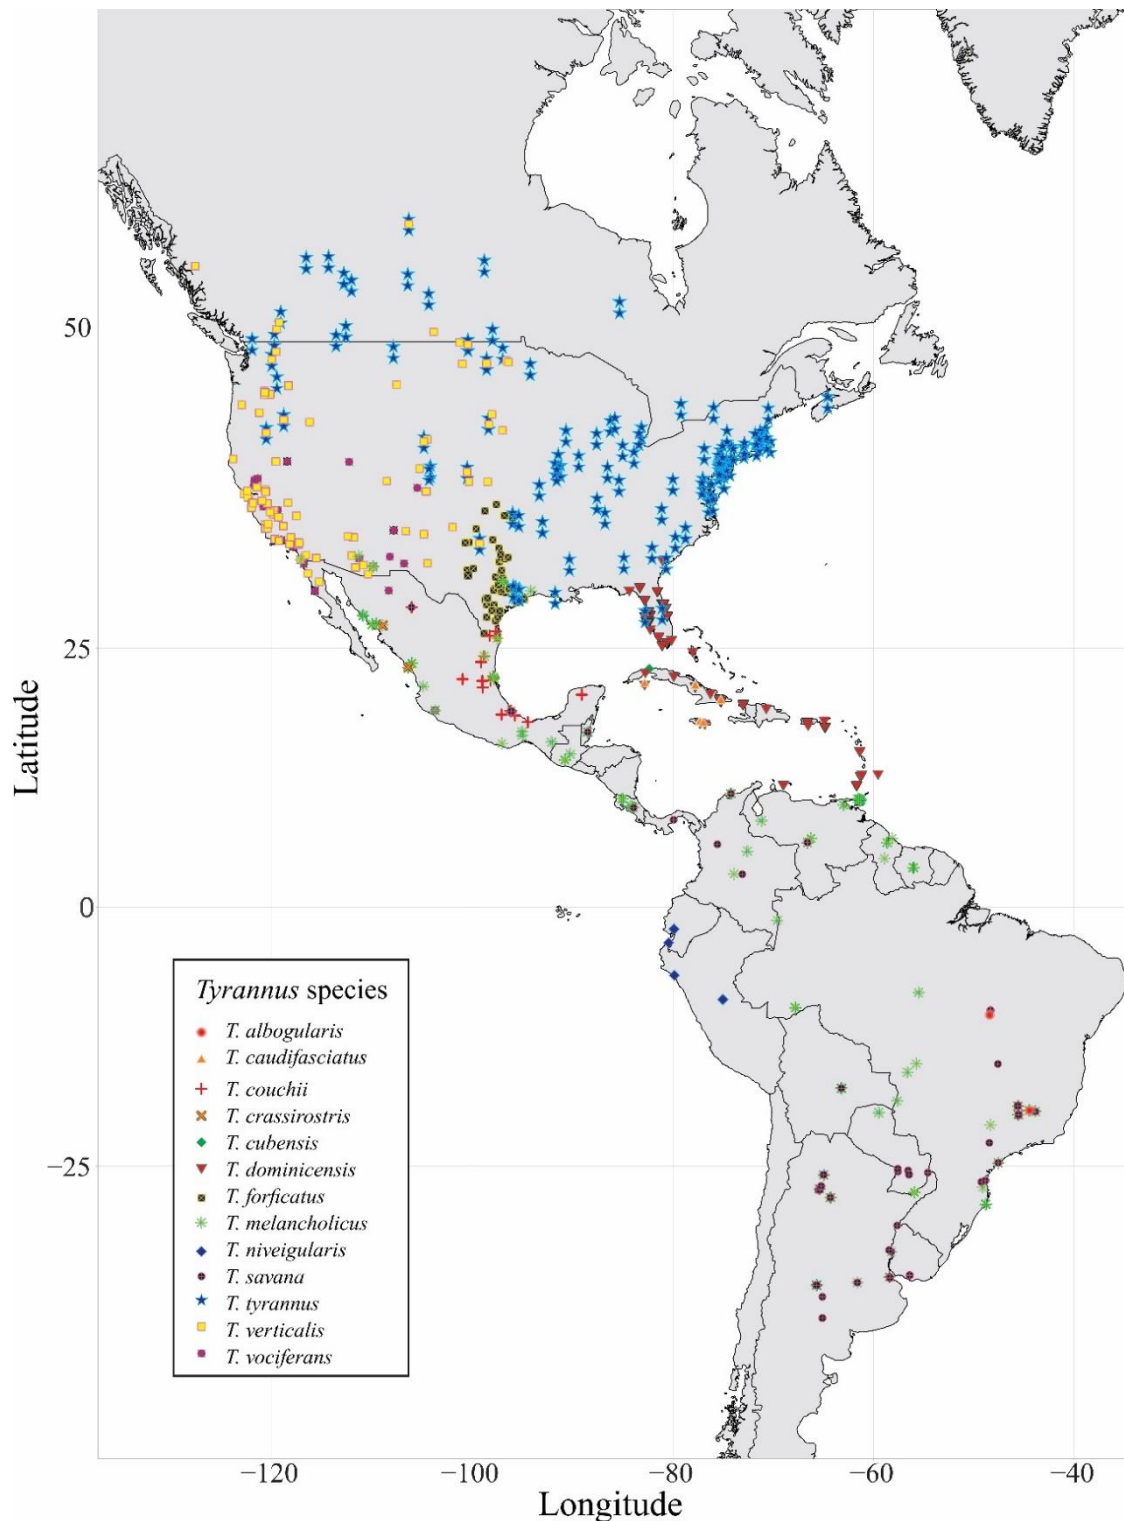 50
25
0
−25
Latitude
Tyrannus species
T. albogularis
T. caudifasciatus
T. couchii
T. crassirostris
T. cubensis
T. dominicensis
T. forficatus
T. melancholicus
T. niveigularis
T. savana
T. tyrannus
T. verticalis
T. vociferans
−120 −100 −80 −60 −40
Longitude